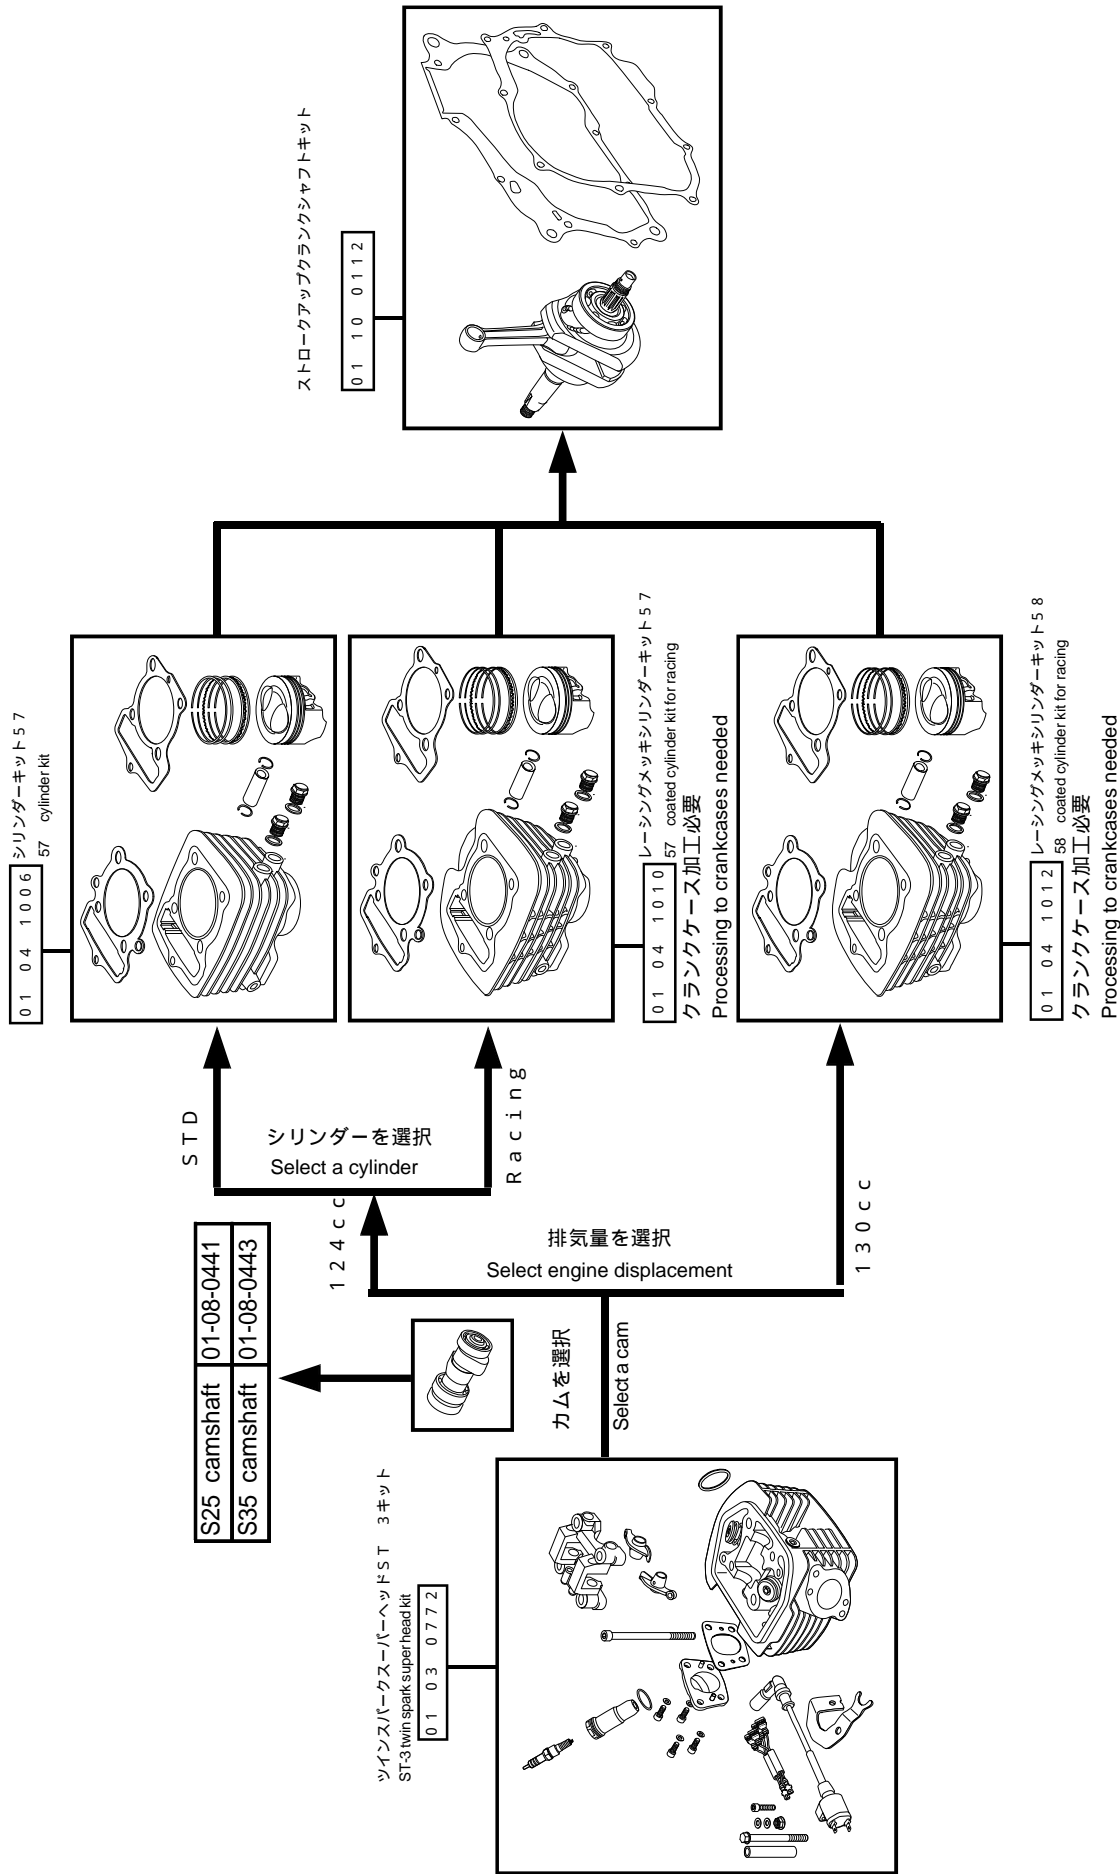 ツインスパークスーパーヘッドＳＴ　３キット
ST-3 twin spark super head kit
０１　０３　０７７２
S25 camshaft 01-08-0441
S35 camshaft 01-08-0443
カムを選択
Select a cam
排気量を選択
Select engine displacement
１２４ｃｃ
１３０ｃｃ
シリンダーを選択
Select a cylinder
ＳＴＤ
Ｒａｃｉｎｇ
０１　０４　１００６
シリンダーキット５７
57 cylinder kit
０１　０４　１０１０
レーシングメッキシリンダーキット５７
57 coated cylinder kit for racing
クランクケース加工必要
Processing to crankcases needed
０１　０４　１０１２
レーシングメッキシリンダーキット５８
58 coated cylinder kit for racing
クランクケース加工必要
Processing to crankcases needed
ストロークアップクランクシャフトキット
０１　１０　０１１２